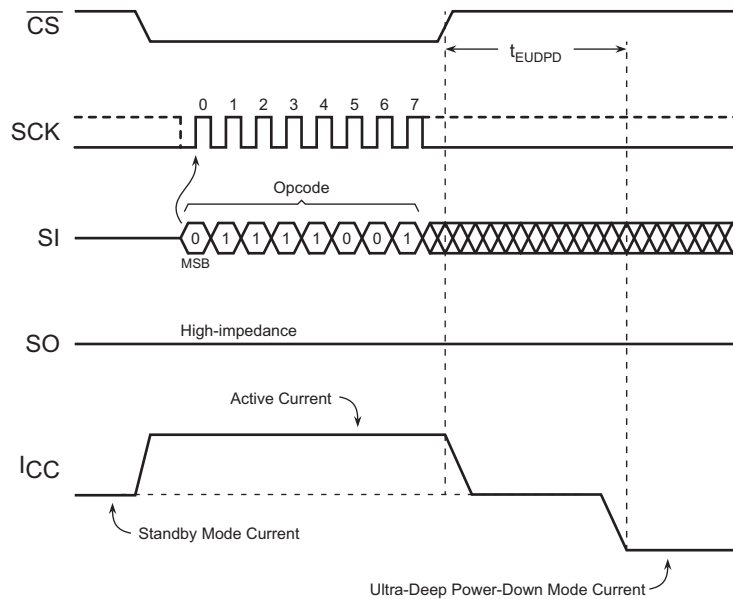 CS
tEUDPD
0 1 2 3 4 5 6 7
SCK
Opcode
SI
0 1 1 1 1 0 0 1
MSB
High-impedance
SO
Active Current
ICC
Standby Mode Current
Ultra-Deep Power-Down Mode Current